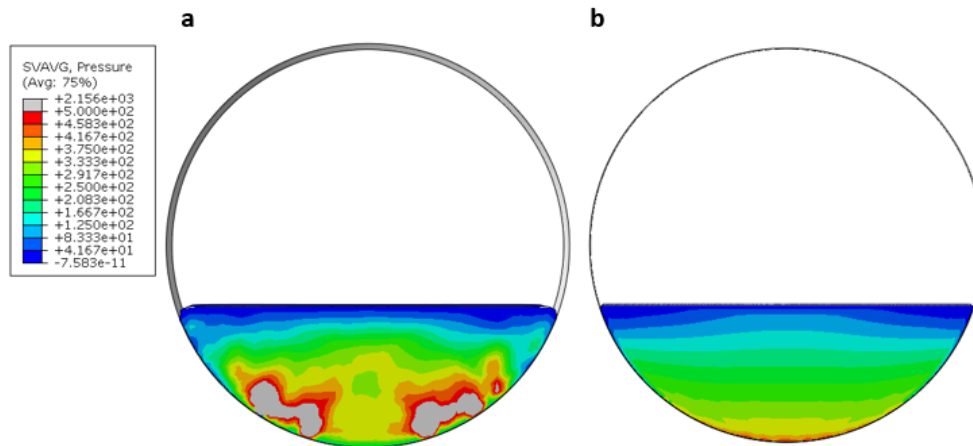 a
b
SVAVG, Pressure
(Avg: 75%)
+2.156e+03
+5.000e+02
+4.583e+02
+4.167e+02
+3.750e+02
+3.333e+02
+2.917e+02
+2.500e+02
+2.083e+02
+1.667e+02
+1.250e+02
+8.333e+01
+4.167e+01
-7.583e-11